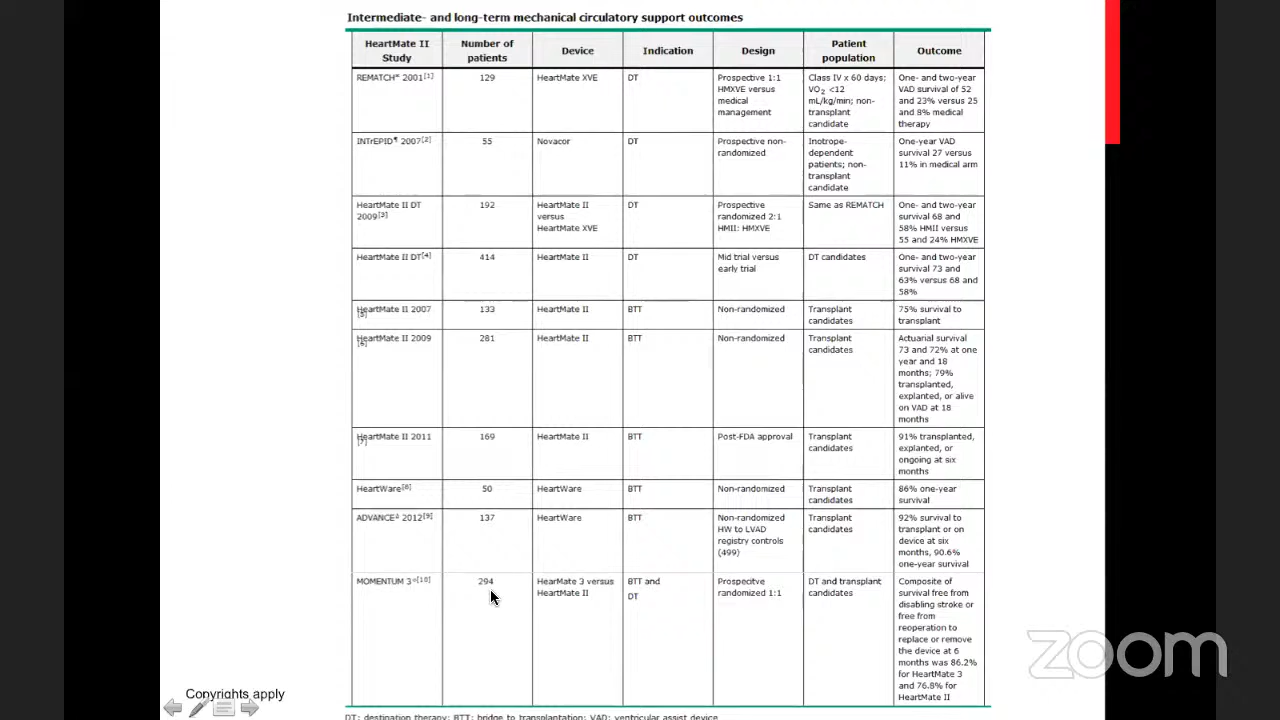 Intermediate- and long-term mechanical circulatory support outcomes
HeartMate II
Study
Number of
patients
Device
Indication
Design
Patient
population
Outcome
REMATCH* 2001[1]
129
HeartMate XVE
DT
Prospective 1:1
HMXVE versus
medical
management
Class IV x 60 days;
VO2 <12
mL/kg/min; non-
transplant
candidate
One- and two-year
VAD survival of 52
and 23% versus 25
and 8% medical
therapy
INTrEPID¶ 2007[2]
55
Novacor
DT
Prospective non-
randomized
Inotrope-
dependent
patients; non-
transplant
candidate
One-year VAD
survival 27 versus
11% in medical arm
HeartMate II DT
2009[3]
192
HeartMate II
versus
HeartMate XVE
DT
Prospective
randomized 2:1
HMII: HMXVE
Same as REMATCH
One- and two-year
survival 68 and
58% HMII versus
55 and 24% HMXVE
HeartMate II DT[4]
414
HeartMate II
DT
Mid trial versus
early trial
DT candidates
One- and two-year
survival 73 and
63% versus 68 and
58%
HeartMate II 2007
[5]
133
HeartMate II
BTT
Non-randomized
Transplant
candidates
75% survival to
transplant
HeartMate II 2009
[6]
281
HeartMate II
BTT
Non-randomized
Transplant
candidates
Actuarial survival
73 and 72% at one
year and 18
months; 79%
transplanted,
explanted, or alive
on VAD at 18
months
HeartMate II 2011
[7]
169
HeartMate II
BTT
Post-FDA approval
Transplant
candidates
91% transplanted,
explanted, or
ongoing at six
months
HeartWare[8]
50
HeartWare
BTT
Non-randomized
Transplant
candidates
86% one-year
survival
ADVANCEΔ 2012[9]
137
HeartWare
BTT
Non-randomized
HW to LVAD
registry controls
(499)
Transplant
candidates
92% survival to
transplant or on
device at six
months, 90.6%
one-year survival
MOMENTUM 3◊[10]
294
HearMate 3 versus
HeartMate II
BTT and
DT
Prospecitve
randomized 1:1
DT and transplant
candidates
Composite of
survival free from
disabling stroke or
free from
reoperation to
replace or remove
the device at 6
months was 86.2%
for HeartMate 3
and 76.8% for
HeartMate II
DT: destination therapy; BTT: bridge to transplantation; VAD: ventricular assist device
Copyrights apply
zoom